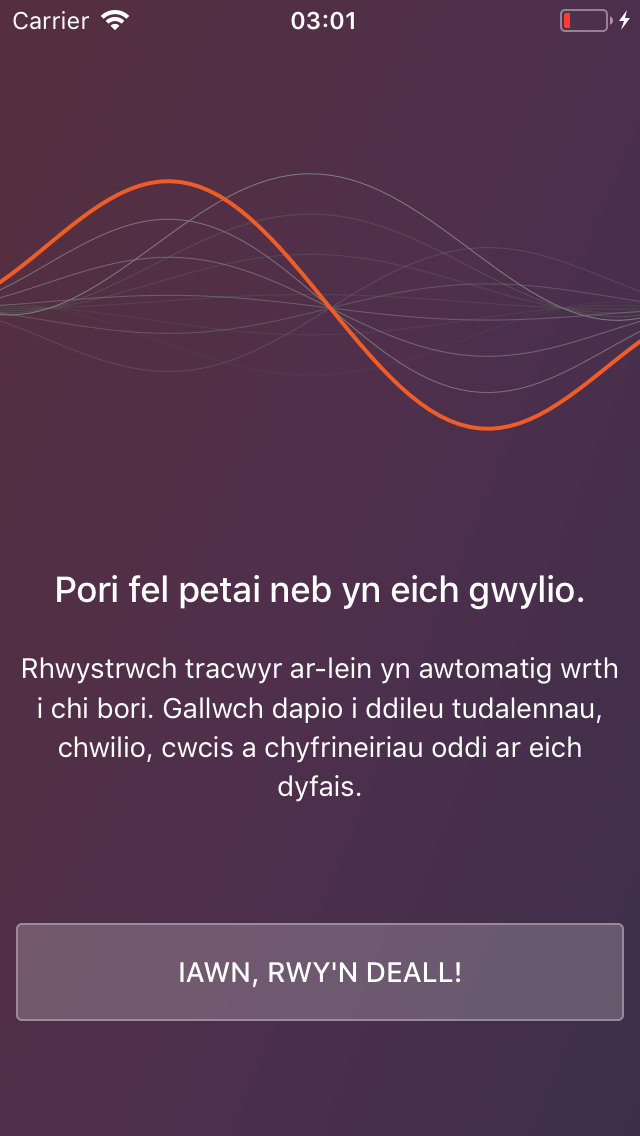 Carrier
03:01
Pori fel petai neb yn eich gwylio.
Rhwystrwch tracwyr ar-lein yn awtomatig wrth
i chi bori. Gallwch dapio i ddileu tudalennau,
chwilio, cwcis a chyfrineiriau oddi ar eich
dyfais.
IAWN, RWY'N DEALL!